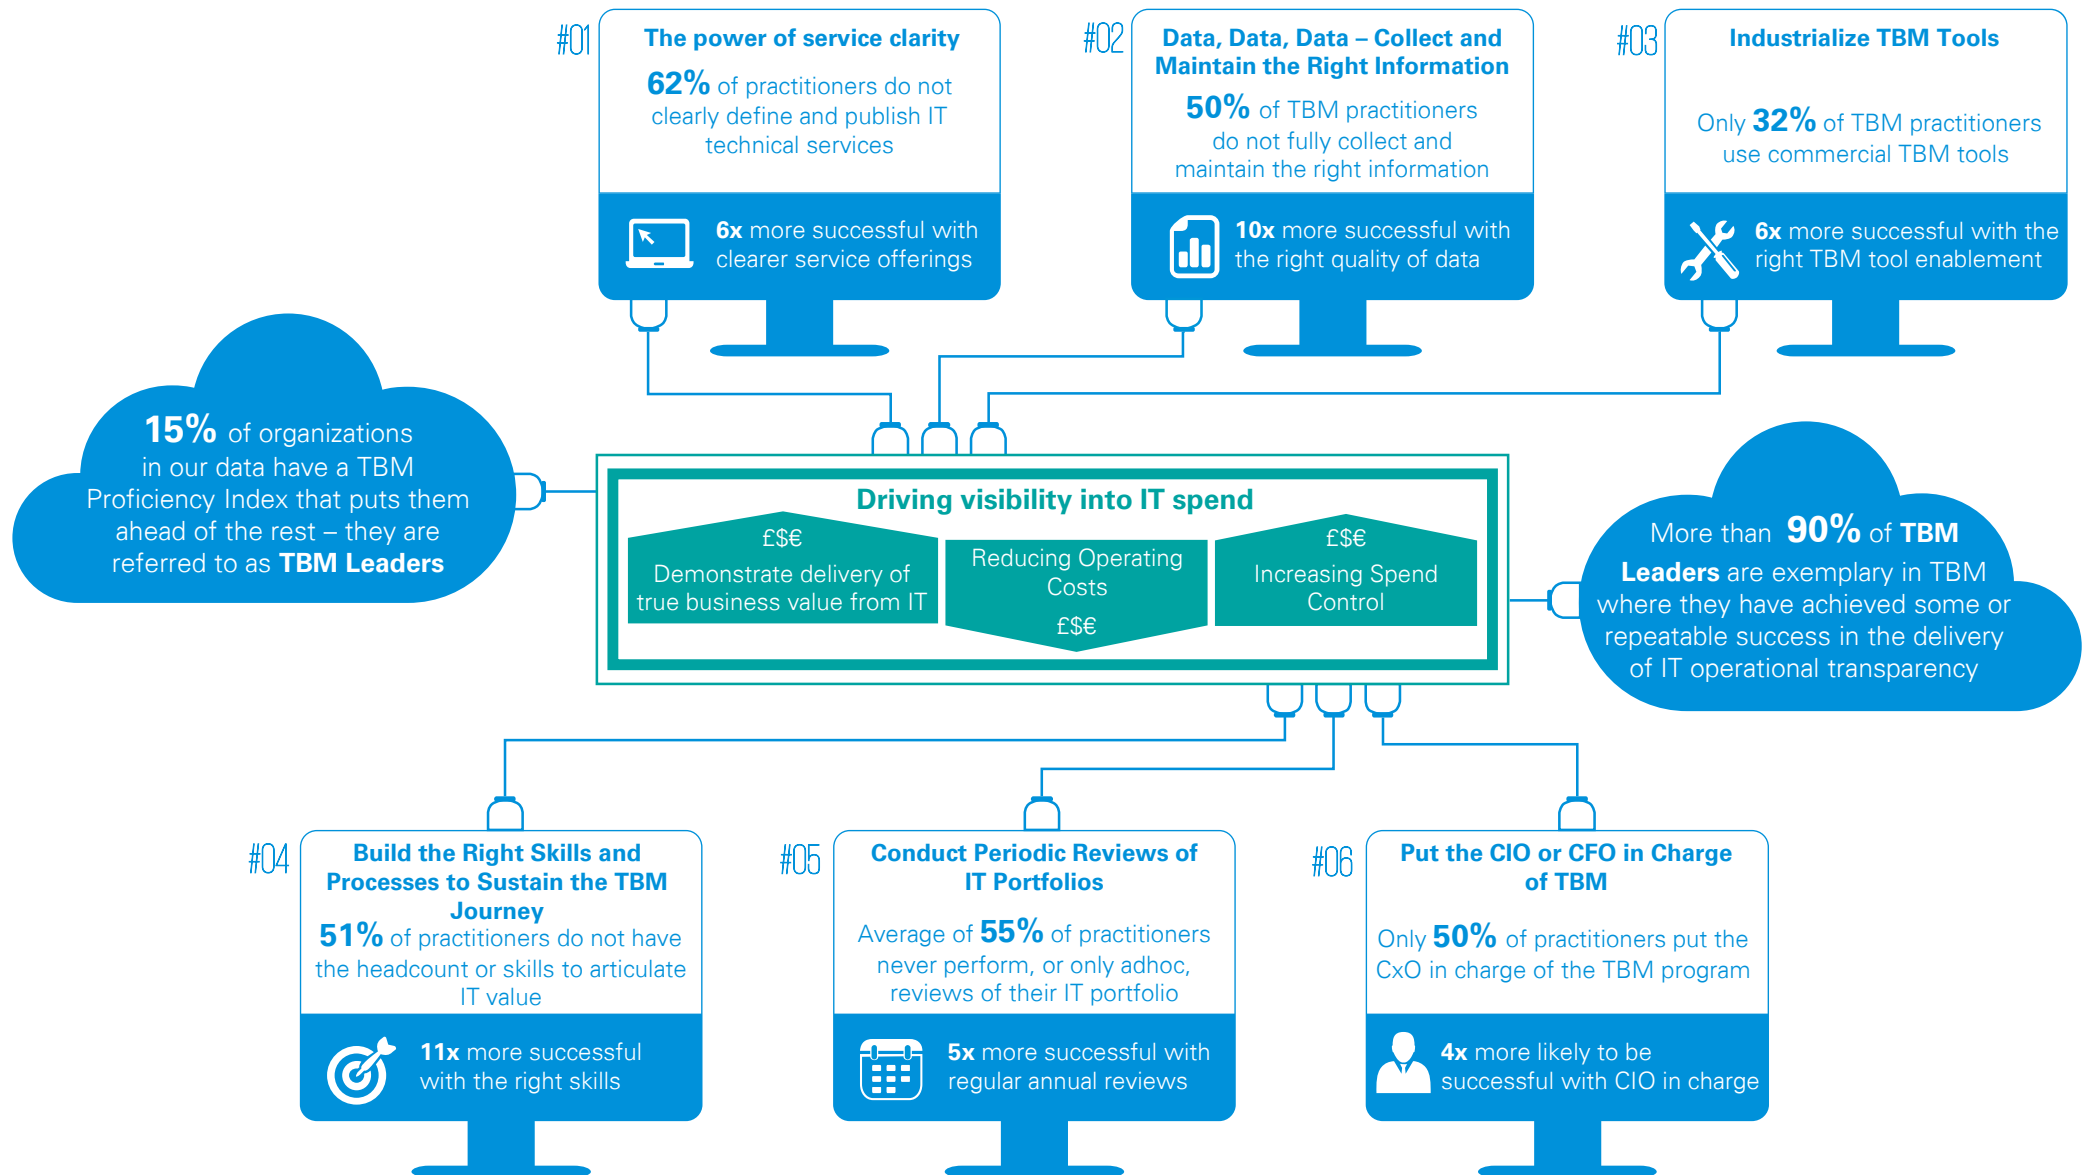 #01
The power of service clarity
62% of practitioners do not
clearly define and publish IT
technical services
6x more successful with
clearer service offerings
#02
Data, Data, Data – Collect and
Maintain the Right Information
50% of TBM practitioners
do not fully collect and
maintain the right information
10x more successful with
the right quality of data
#03
Industrialize TBM Tools
Only 32% of TBM practitioners
use commercial TBM tools
6x more successful with the
right TBM tool enablement
15% of organizations
in our data have a TBM
Proficiency Index that puts them
ahead of the rest – they are
referred to as TBM Leaders
Driving visibility into IT spend
£$€
Demonstrate delivery of
true business value from IT
Reducing Operating
Costs
£$€
£$€
Increasing Spend
Control
More than 90% of TBM
Leaders are exemplary in TBM
where they have achieved some or
repeatable success in the delivery
of IT operational transparency
#04
Build the Right Skills and
Processes to Sustain the TBM
Journey
51% of practitioners do not have
the headcount or skills to articulate
IT value
11x more successful
with the right skills
#05
Conduct Periodic Reviews of
IT Portfolios
Average of 55% of practitioners
never perform, or only adhoc,
reviews of their IT portfolio
5x more successful with
regular annual reviews
#06
Put the CIO or CFO in Charge
of TBM
Only 50% of practitioners put the
CxO in charge of the TBM program
4x more likely to be
successful with CIO in charge